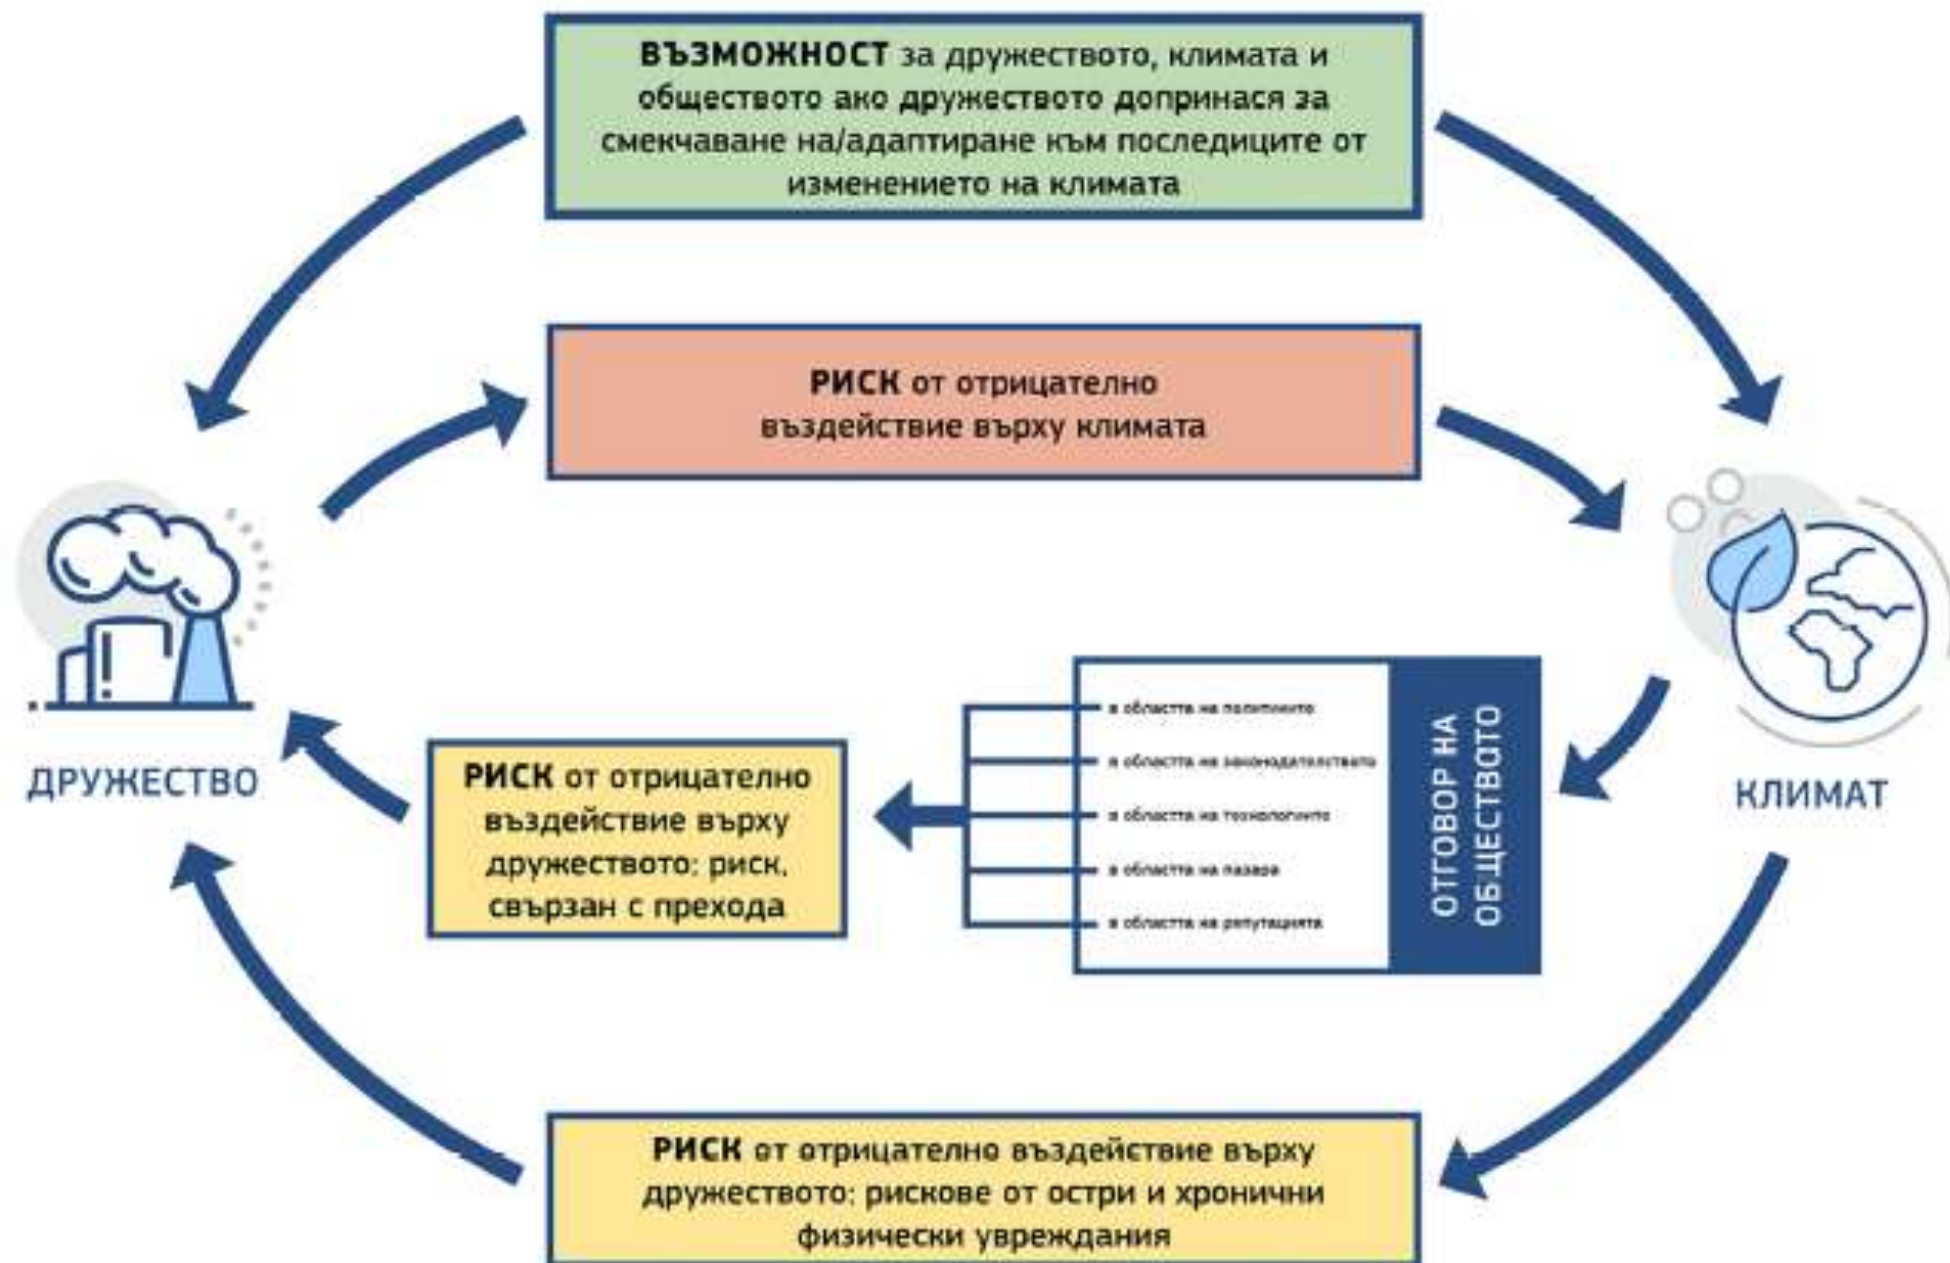 ВЪЗМОЖНОСТ за дружеството, климата и
обществото ако дружеството допринася за
смекчаване на/адаптиране към последиците от
изменението на климата
РИСК от отрицателно
въздействие върху климата
ДРУЖЕСТВО
КЛИМАТ
РИСК от отрицателно
въздействие върху
дружеството: риск,
свързан с прехода
в областта на политиките
в областта на законодателството
в областта на технологиите
в областта на пазара
в областта на репутацията
ОТГОВОР НА
ОБЩЕСТВОТО
РИСК от отрицателно въздействие върху
дружеството: рискове от остри и хронични
физически увреждания